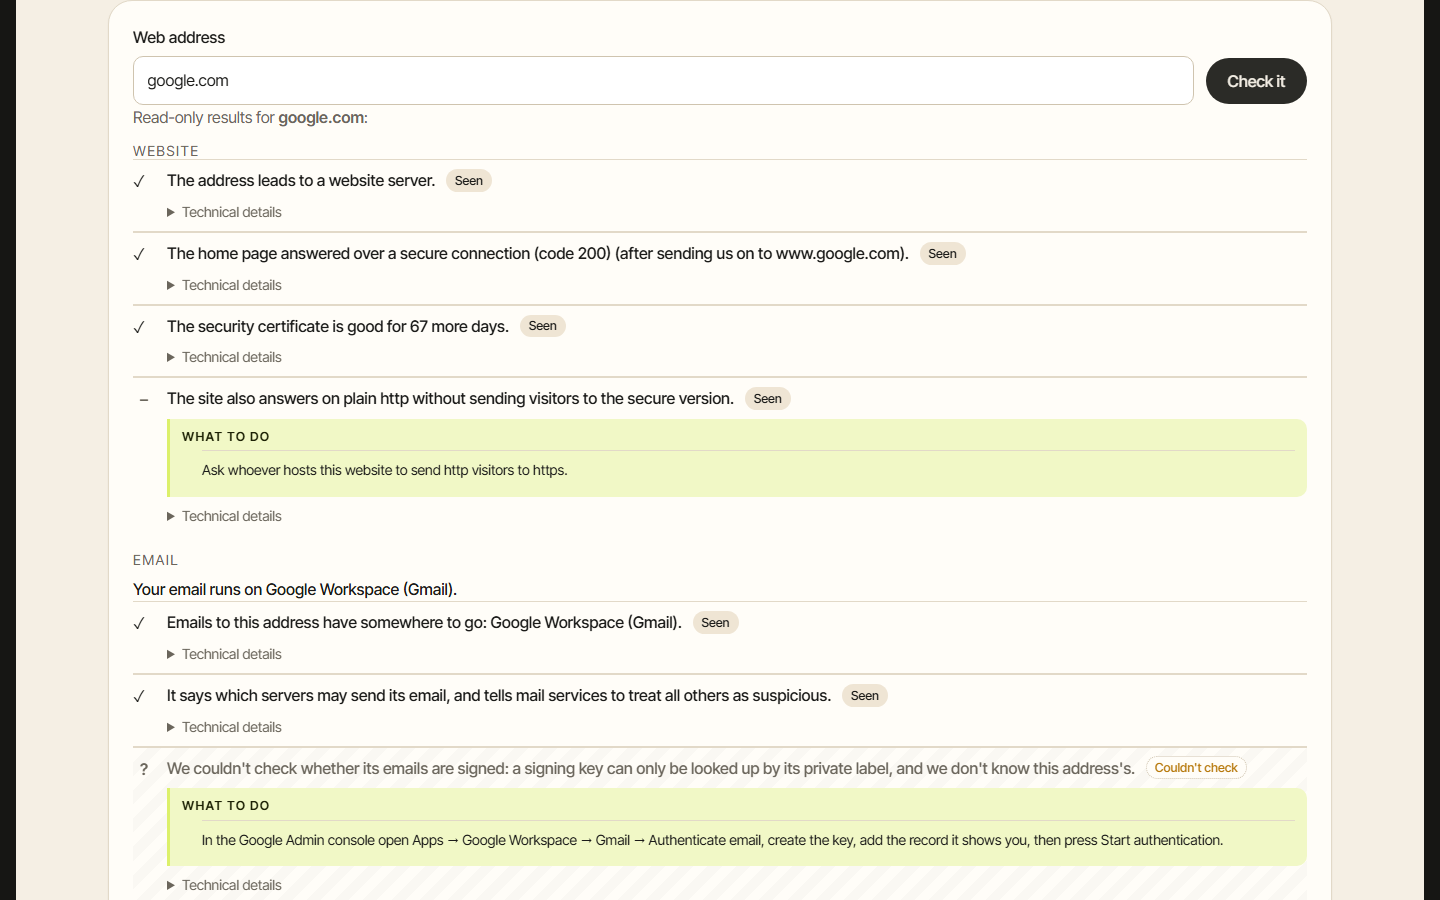 Web address
google.com
Check it
Read-only results for google.com:
WEBSITE
✓ The address leads to a website server. Seen
▶ Technical details
✓ The home page answered over a secure connection (code 200) (after sending us on to www.google.com). Seen
▶ Technical details
✓ The security certificate is good for 67 more days. Seen
▶ Technical details
– The site also answers on plain http without sending visitors to the secure version. Seen
WHAT TO DO
Ask whoever hosts this website to send http visitors to https.
▶ Technical details
EMAIL
Your email runs on Google Workspace (Gmail).
✓ Emails to this address have somewhere to go: Google Workspace (Gmail). Seen
▶ Technical details
✓ It says which servers may send its email, and tells mail services to treat all others as suspicious. Seen
▶ Technical details
? We couldn't check whether its emails are signed: a signing key can only be looked up by its private label, and we don't know this address's. Couldn't check
WHAT TO DO
In the Google Admin console open Apps → Google Workspace → Gmail → Authenticate email, create the key, add the record it shows you, then press Start authentication.
▶ Technical details